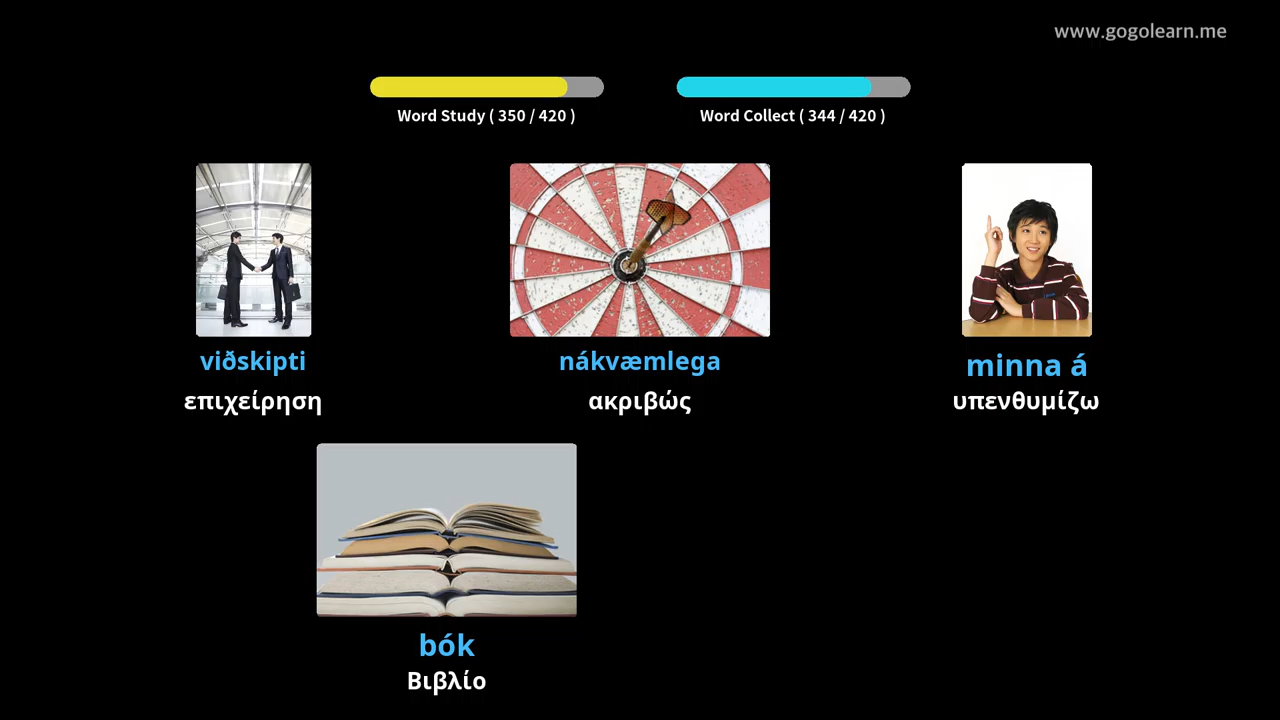 www.gogolearn.me
Word Study ( 350 / 420 )
Word Collect ( 344 / 420 )
viðskipti
επιχείρηση
nákvæmlega
ακριβώς
minna á
υπενθυμίζω
bók
Βιβλίο